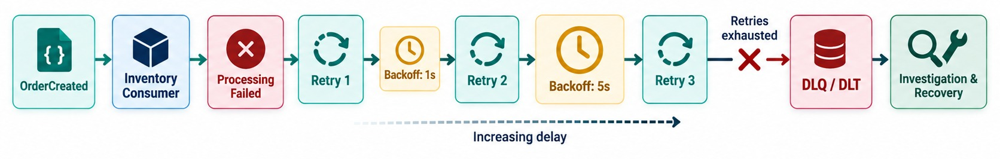 {}
OrderCreated
Inventory
Consumer
Processing
Failed
Retry 1
Backoff: 1s
Retry 2
Backoff: 5s
Retry 3
Retries
exhausted
DLQ / DLT
Investigation &
Recovery
Increasing delay